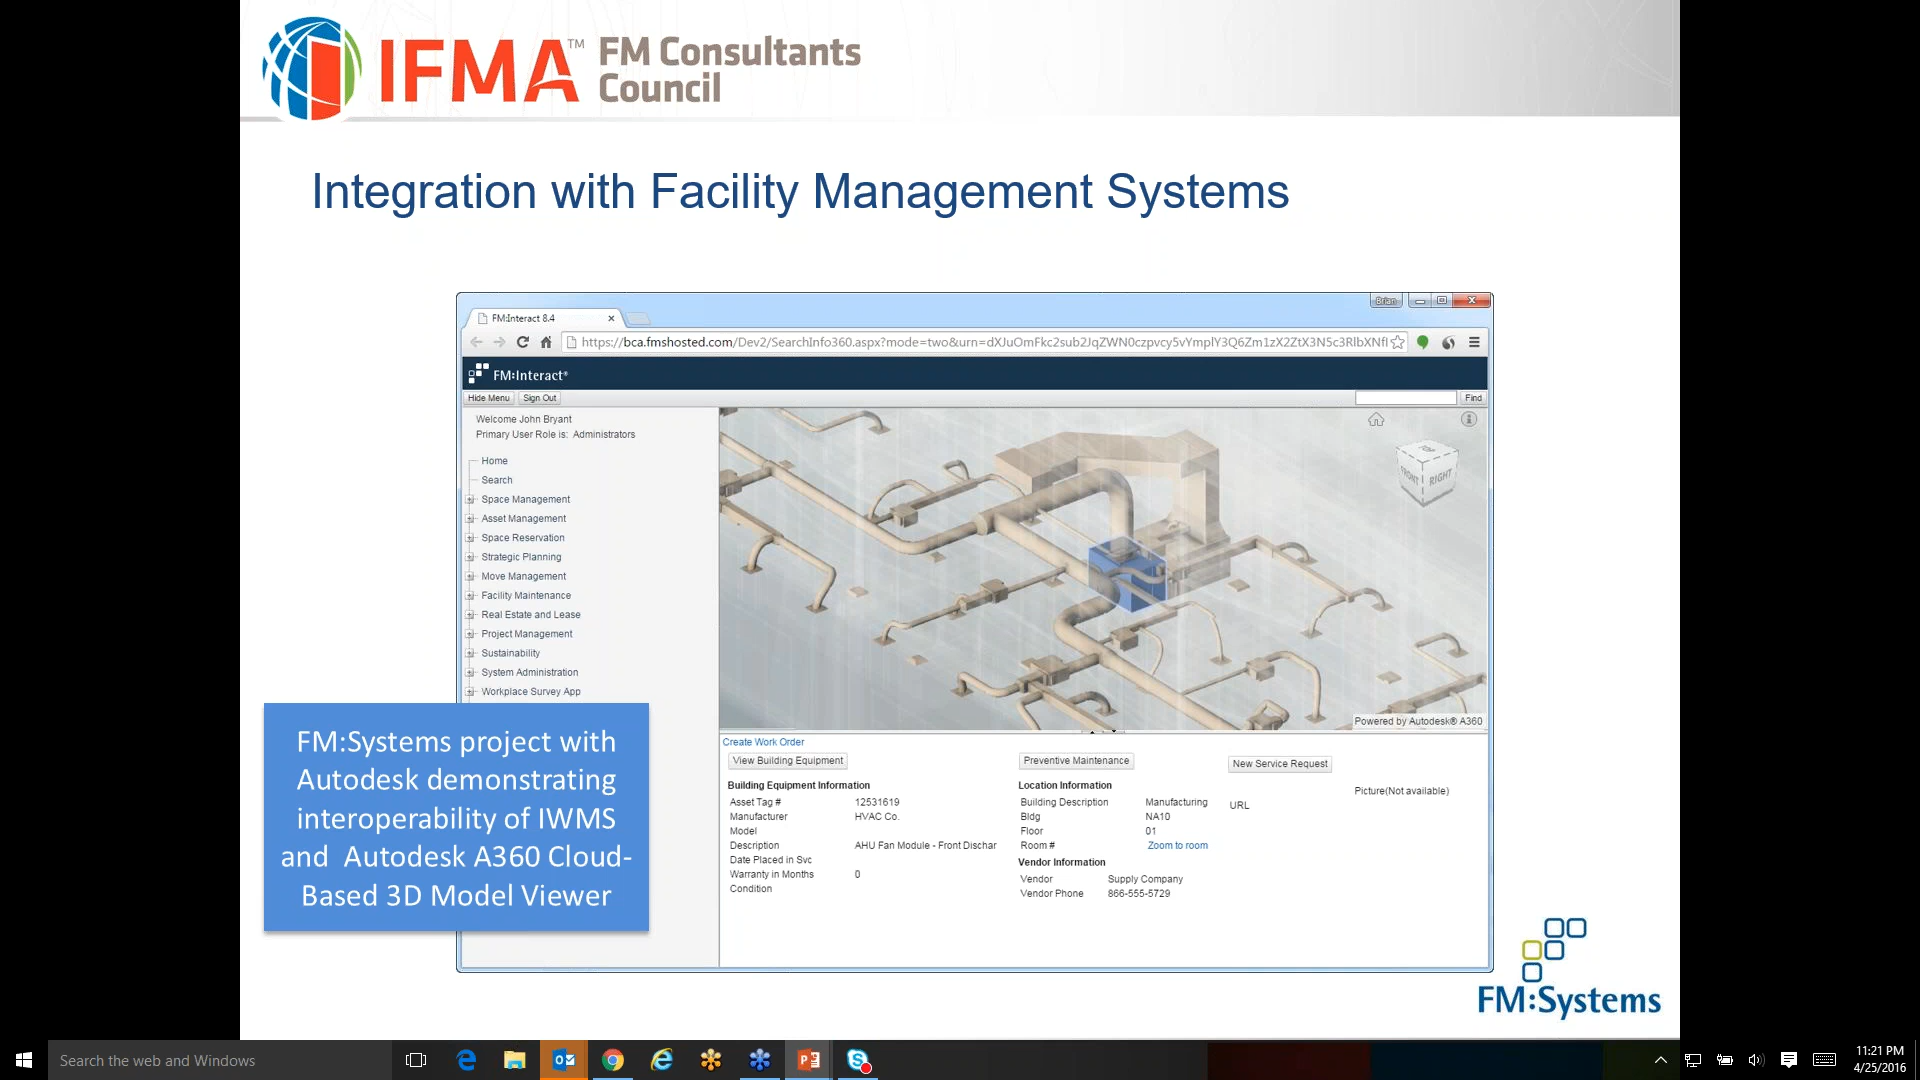 IFMA™ FM Consultants
Council
Integration with Facility Management Systems
Brian
FM:Interact 8.4
https://bca.fmshosted.com/Dev2/SearchInfo360.aspx?mode=two&urn=
FM:Interact®
Hide Menu Sign Out
Find
Welcome John Bryant
Primary User Role is: Administrators
Home
Search
Space Management
Asset Management
Space Reservation
Strategic Planning
Move Management
Facility Maintenance
Real Estate and Lease
Project Management
Sustainability
System Administration
Workplace Survey App
TOP
FRONT RIGHT
Powered by Autodesk® A360
FM:Systems project with
Autodesk demonstrating
interoperability of IWMS
and Autodesk A360 Cloud-
Based 3D Model Viewer
Create Work Order
View Building Equipment
Building Equipment Information
Asset Tag # 12531619
Manufacturer HVAC Co.
Model
Description AHU Fan Module - Front Dischar
Date Placed in Svc
Warranty in Months 0
Condition
Preventive Maintenance
Location Information
Building Description Manufacturing
Bldg NA10
Floor 01
Room # Zoom to room
Vendor Information
Vendor Supply Company
Vendor Phone 866-555-5729
New Service Request
URL
Picture(Not available)
FM:Systems
Search the web and Windows
11:21 PM
4/25/2016